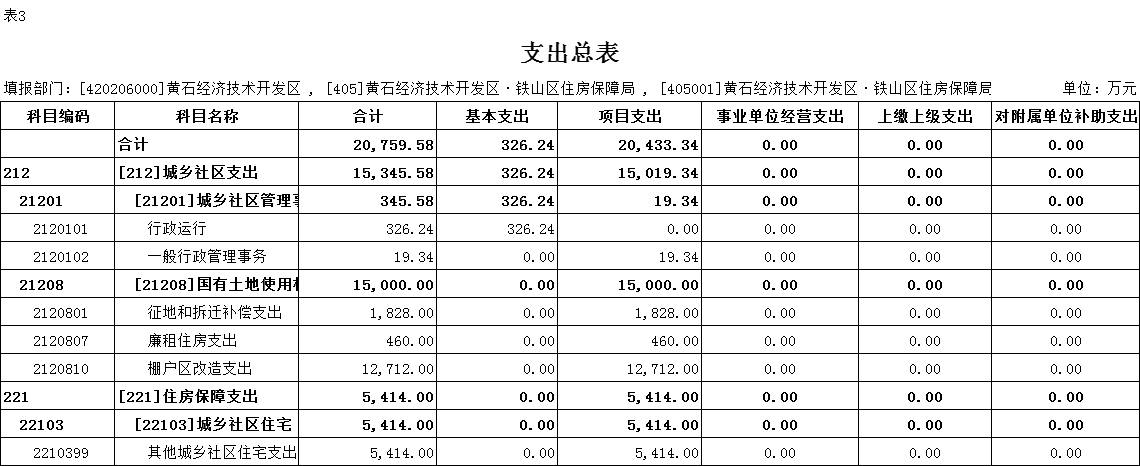 表3
支出总表
填报部门：[420206000]黄石经济技术开发区 , [405]黄石经济技术开发区·铁山区住房保障局 , [405001]黄石经济技术开发区·铁山区住房保障局 单位：万元
科目编码 科目名称 合计 基本支出 项目支出 事业单位经营支出 上缴上级支出 对附属单位补助支出
合计 20,759.58 326.24 20,433.34 0.00 0.00 0.00
212 [212]城乡社区支出 15,345.58 326.24 15,019.34 0.00 0.00 0.00
21201 [21201]城乡社区管理事 345.58 326.24 19.34 0.00 0.00 0.00
2120101 行政运行 326.24 326.24 0.00 0.00 0.00 0.00
2120102 一般行政管理事务 19.34 0.00 19.34 0.00 0.00 0.00
21208 [21208]国有土地使用权 15,000.00 0.00 15,000.00 0.00 0.00 0.00
2120801 征地和拆迁补偿支出 1,828.00 0.00 1,828.00 0.00 0.00 0.00
2120807 廉租住房支出 460.00 0.00 460.00 0.00 0.00 0.00
2120810 棚户区改造支出 12,712.00 0.00 12,712.00 0.00 0.00 0.00
221 [221]住房保障支出 5,414.00 0.00 5,414.00 0.00 0.00 0.00
22103 [22103]城乡社区住宅 5,414.00 0.00 5,414.00 0.00 0.00 0.00
2210399 其他城乡社区住宅支出 5,414.00 0.00 5,414.00 0.00 0.00 0.00